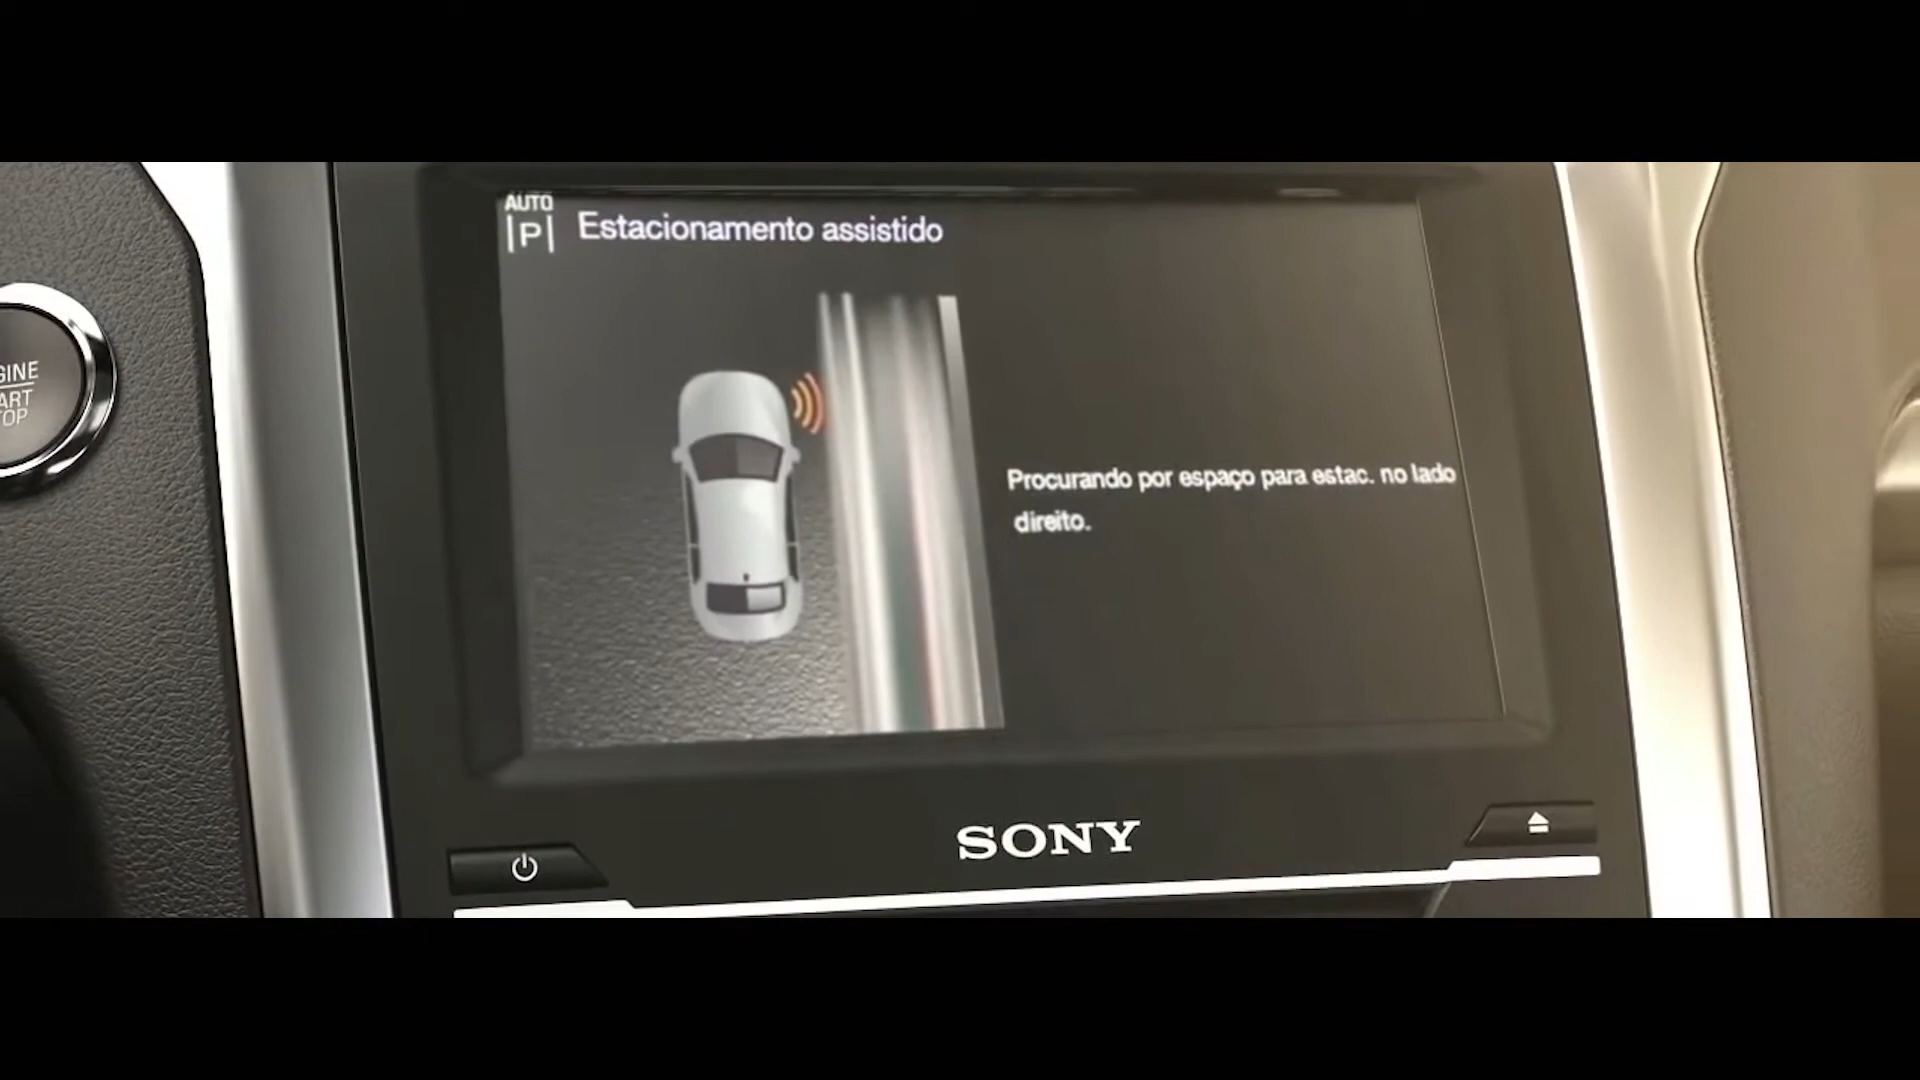 AUTO
P
Estacionamento assistido
Procurando por espaço para estac. no lado
direito.
SONY